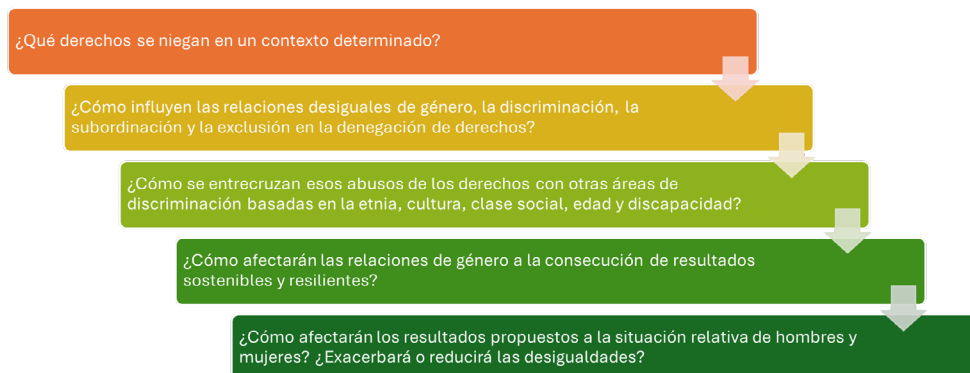 ¿Qué derechos se niegan en un contexto determinado?
¿Cómo influyen las relaciones desiguales de género, la discriminación, la
subordinación y la exclusión en la denegación de derechos?
¿Cómo se entrecruzan esos abusos de los derechos con otras áreas de
discriminación basadas en la etnia, cultura, clase social, edad y discapacidad?
¿Cómo afectarán las relaciones de género a la consecución de resultados
sostenibles y resilientes?
¿Cómo afectarán los resultados propuestos a la situación relativa de hombres y
mujeres? ¿Exacerbará o reducirá las desigualdades?